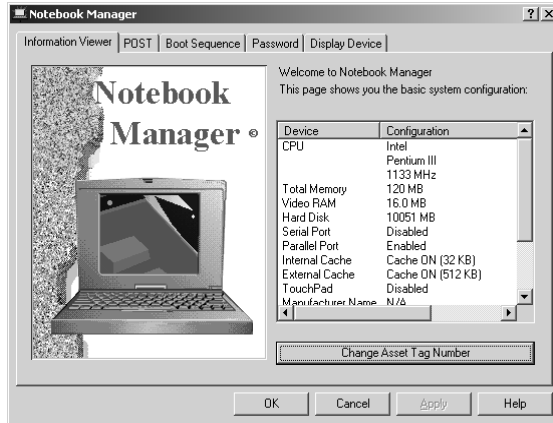 Notebook Manager
Information Viewer POST Boot Sequence Password Display Device
Notebook
Manager ©
Welcome to Notebook Manager
This page shows you the basic system configuration:
Device Configuration
CPU Intel
Pentium III
1133 MHz
Total Memory 120 MB
Video RAM 16.0 MB
Hard Disk 10051 MB
Serial Port Disabled
Parallel Port Enabled
Internal Cache Cache ON (32 KB)
External Cache Cache ON (512 KB)
TouchPad Disabled
Manufacturer Name N/A
Change Asset Tag Number
OK Cancel Apply Help